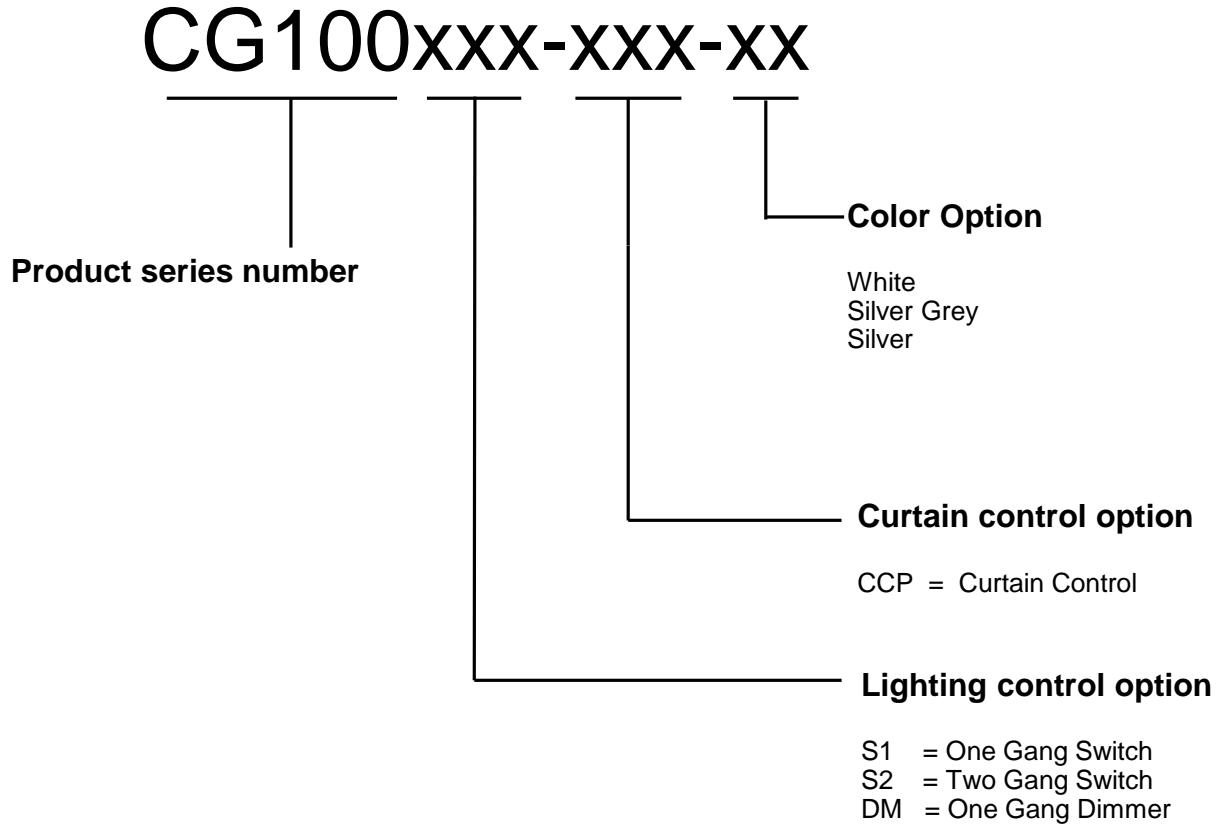 CG100xxx-xxx-xx
Color Option
Product series number
White
Silver Grey
Silver
Curtain control option
CCP = Curtain Control
Lighting control option
S1 = One Gang Switch
S2 = Two Gang Switch
DM = One Gang Dimmer